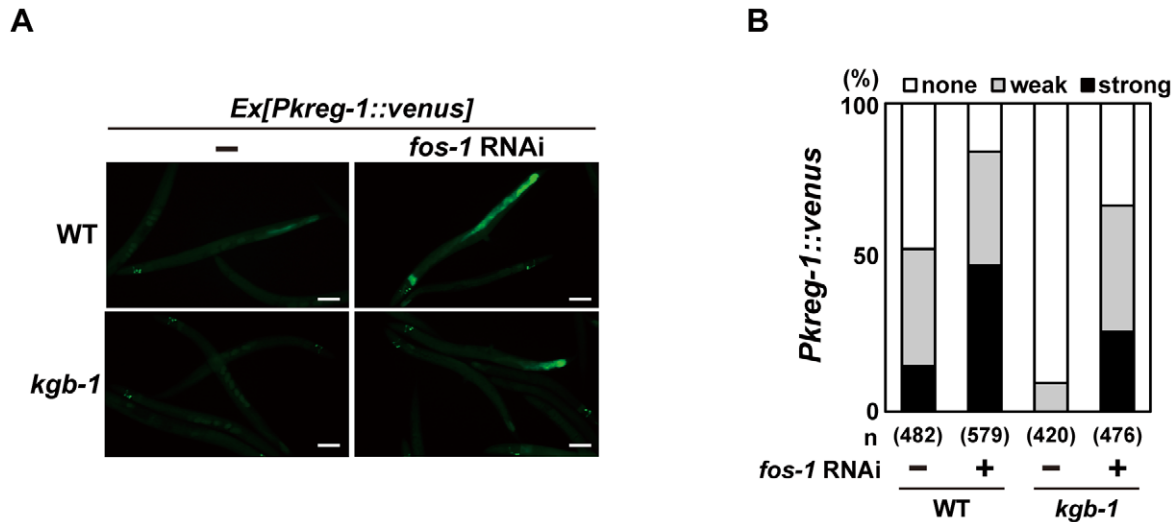 A
Ex[Pkreg-1::venus]
− fos-1 RNAi
WT
kgb-1
B
(%) none weak strong
100
50
0
Pkreg-1::venus
n (482) (579) (420) (476)
fos-1 RNAi − + − +
WT kgb-1